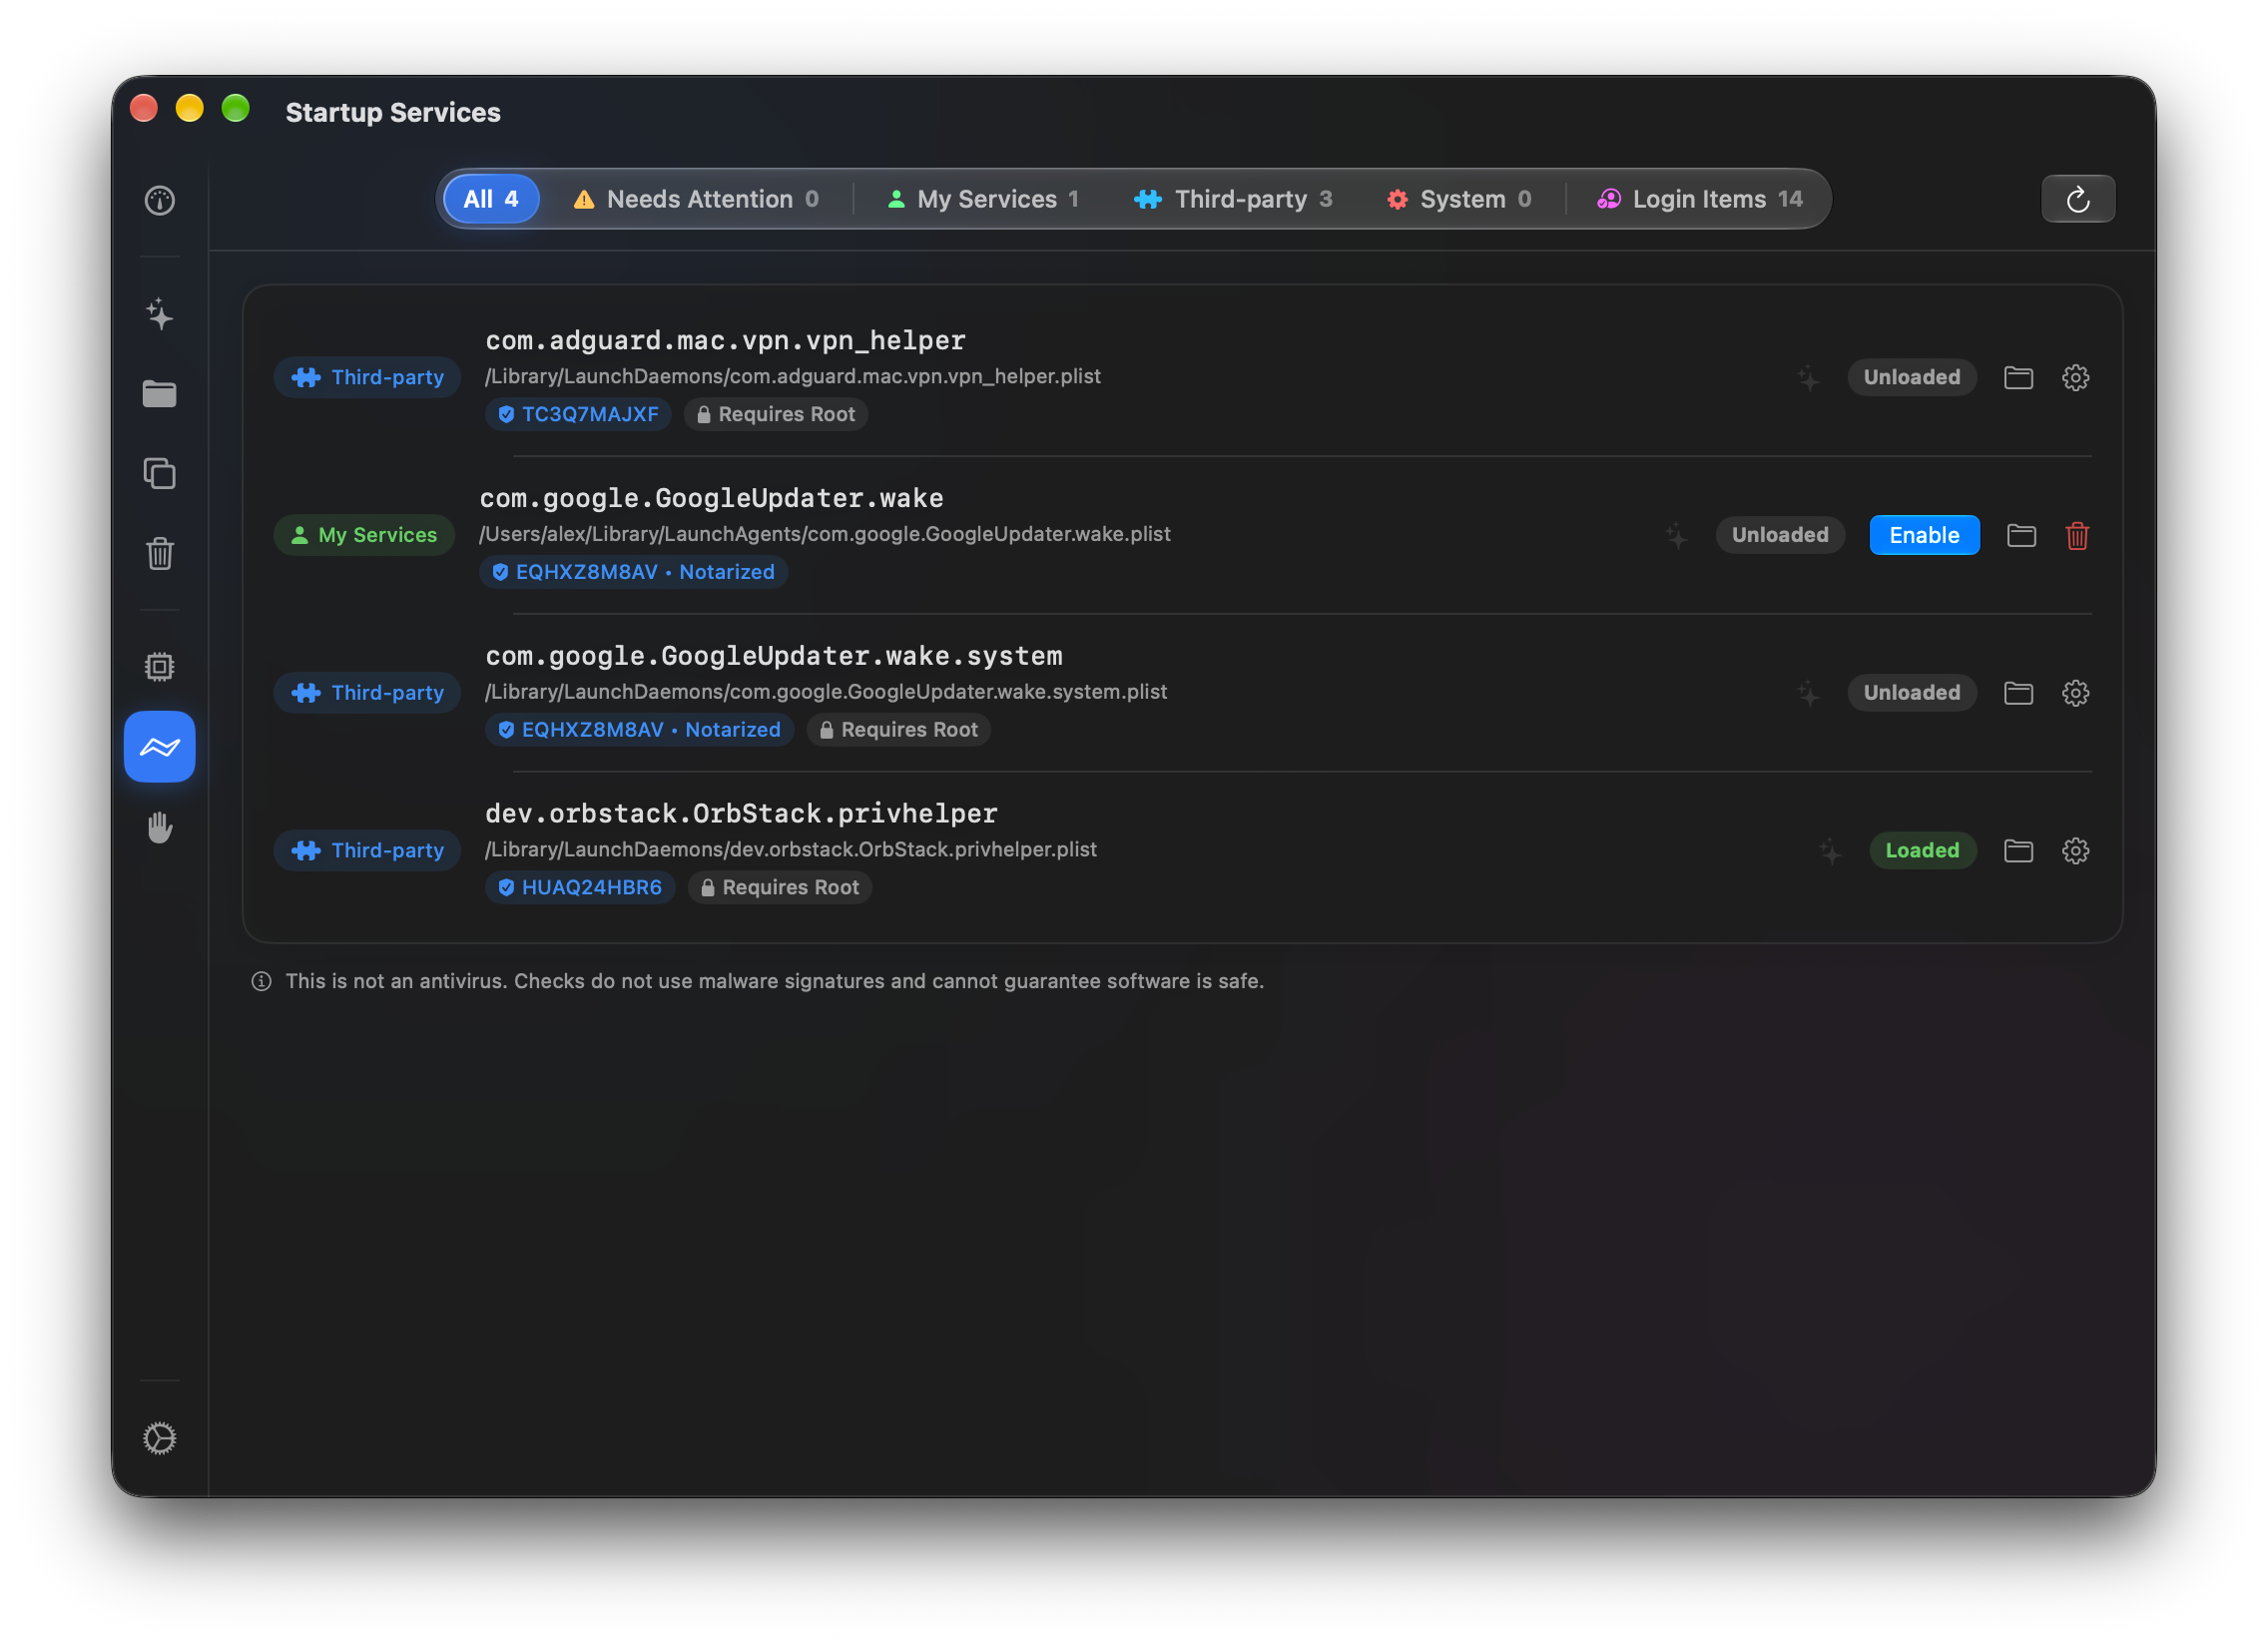 Startup Services
All 4 Needs Attention 0 My Services 1 Third-party 3 System 0 Login Items 14
com.adguard.mac.vpn.vpn_helper
Third-party /Library/LaunchDaemons/com.adguard.mac.vpn.vpn_helper.plist Unloaded
TC3Q7MAJXF Requires Root
com.google.GoogleUpdater.wake
My Services /Users/alex/Library/LaunchAgents/com.google.GoogleUpdater.wake.plist Unloaded Enable
EQHXZ8M8AV • Notarized
com.google.GoogleUpdater.wake.system
Third-party /Library/LaunchDaemons/com.google.GoogleUpdater.wake.system.plist Unloaded
EQHXZ8M8AV • Notarized Requires Root
dev.orbstack.OrbStack.privhelper
Third-party /Library/LaunchDaemons/dev.orbstack.OrbStack.privhelper.plist Loaded
HUAQ24HBR6 Requires Root
This is not an antivirus. Checks do not use malware signatures and cannot guarantee software is safe.